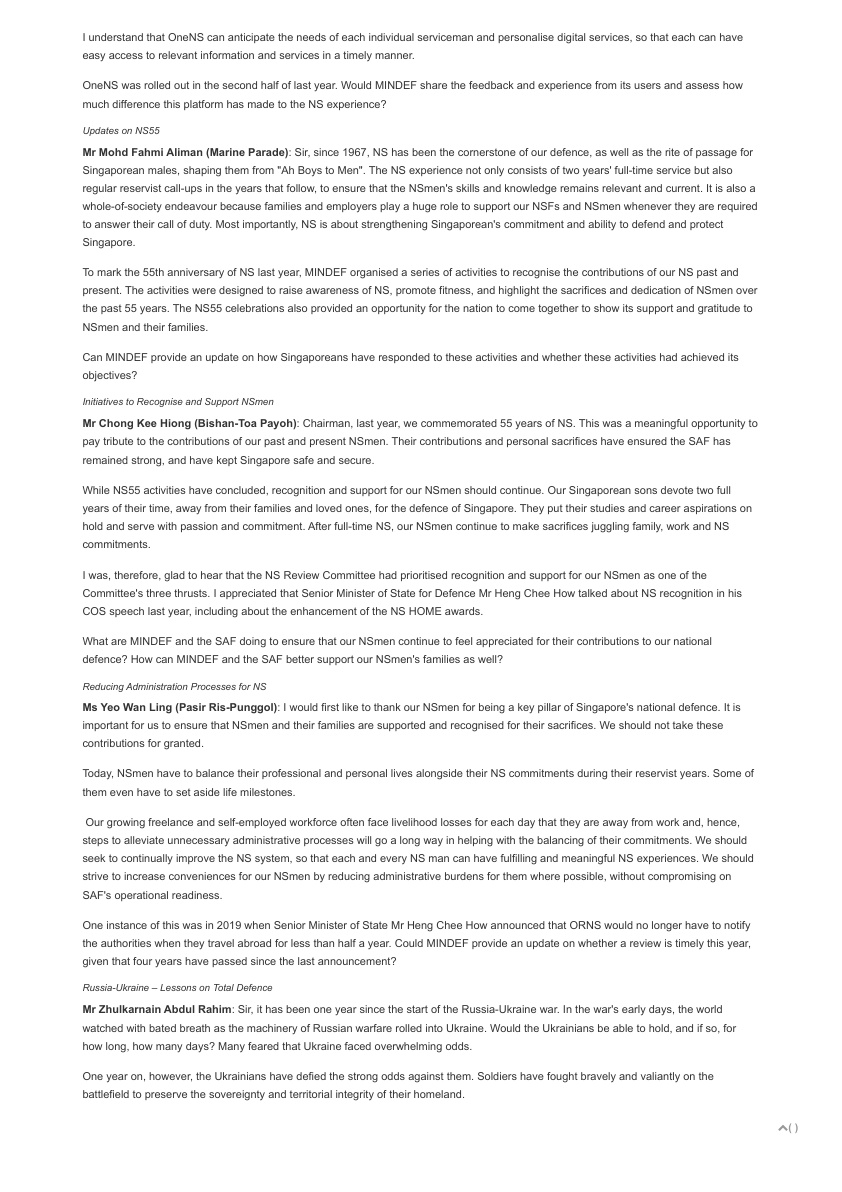 I understand that OneNS can anticipate the needs of each individual serviceman and personalise digital services, so that each can have
easy access to relevant information and services in a timely manner.
OneNS was rolled out in the second half of last year. Would MINDEF share the feedback and experience from its users and assess how
much difference this platform has made to the NS experience?
Updates on NS55
Mr Mohd Fahmi Aliman (Marine Parade): Sir, since 1967, NS has been the cornerstone of our defence, as well as the rite of passage for
Singaporean males, shaping them from "Ah Boys to Men". The NS experience not only consists of two years' full-time service but also
regular reservist call-ups in the years that follow, to ensure that the NSmen's skills and knowledge remains relevant and current. It is also a
whole-of-society endeavour because families and employers play a huge role to support our NSFs and NSmen whenever they are required
to answer their call of duty. Most importantly, NS is about strengthening Singaporean's commitment and ability to defend and protect
Singapore.
To mark the 55th anniversary of NS last year, MINDEF organised a series of activities to recognise the contributions of our NS past and
present. The activities were designed to raise awareness of NS, promote fitness, and highlight the sacrifices and dedication of NSmen over
the past 55 years. The NS55 celebrations also provided an opportunity for the nation to come together to show its support and gratitude to
NSmen and their families.
Can MINDEF provide an update on how Singaporeans have responded to these activities and whether these activities had achieved its
objectives?
Initiatives to Recognise and Support NSmen
Mr Chong Kee Hiong (Bishan-Toa Payoh): Chairman, last year, we commemorated 55 years of NS. This was a meaningful opportunity to
pay tribute to the contributions of our past and present NSmen. Their contributions and personal sacrifices have ensured the SAF has
remained strong, and have kept Singapore safe and secure.
While NS55 activities have concluded, recognition and support for our NSmen should continue. Our Singaporean sons devote two full
years of their time, away from their families and loved ones, for the defence of Singapore. They put their studies and career aspirations on
hold and serve with passion and commitment. After full-time NS, our NSmen continue to make sacrifices juggling family, work and NS
commitments.
I was, therefore, glad to hear that the NS Review Committee had prioritised recognition and support for our NSmen as one of the
Committee's three thrusts. I appreciated that Senior Minister of State for Defence Mr Heng Chee How talked about NS recognition in his
COS speech last year, including about the enhancement of the NS HOME awards.
What are MINDEF and the SAF doing to ensure that our NSmen continue to feel appreciated for their contributions to our national
defence? How can MINDEF and the SAF better support our NSmen's families as well?
Reducing Administration Processes for NS
Ms Yeo Wan Ling (Pasir Ris-Punggol): I would first like to thank our NSmen for being a key pillar of Singapore's national defence. It is
important for us to ensure that NSmen and their families are supported and recognised for their sacrifices. We should not take these
contributions for granted.
Today, NSmen have to balance their professional and personal lives alongside their NS commitments during their reservist years. Some of
them even have to set aside life milestones.
Our growing freelance and self-employed workforce often face livelihood losses for each day that they are away from work and, hence,
steps to alleviate unnecessary administrative processes will go a long way in helping with the balancing of their commitments. We should
seek to continually improve the NS system, so that each and every NS man can have fulfilling and meaningful NS experiences. We should
strive to increase conveniences for our NSmen by reducing administrative burdens for them where possible, without compromising on
SAF's operational readiness.
One instance of this was in 2019 when Senior Minister of State Mr Heng Chee How announced that ORNS would no longer have to notify
the authorities when they travel abroad for less than half a year. Could MINDEF provide an update on whether a review is timely this year,
given that four years have passed since the last announcement?
Russia-Ukraine – Lessons on Total Defence
Mr Zhulkarnain Abdul Rahim: Sir, it has been one year since the start of the Russia-Ukraine war. In the war's early days, the world
watched with bated breath as the machinery of Russian warfare rolled into Ukraine. Would the Ukrainians be able to hold, and if so, for
how long, how many days? Many feared that Ukraine faced overwhelming odds.
One year on, however, the Ukrainians have defied the strong odds against them. Soldiers have fought bravely and valiantly on the
battlefield to preserve the sovereignty and territorial integrity of their homeland.
( )